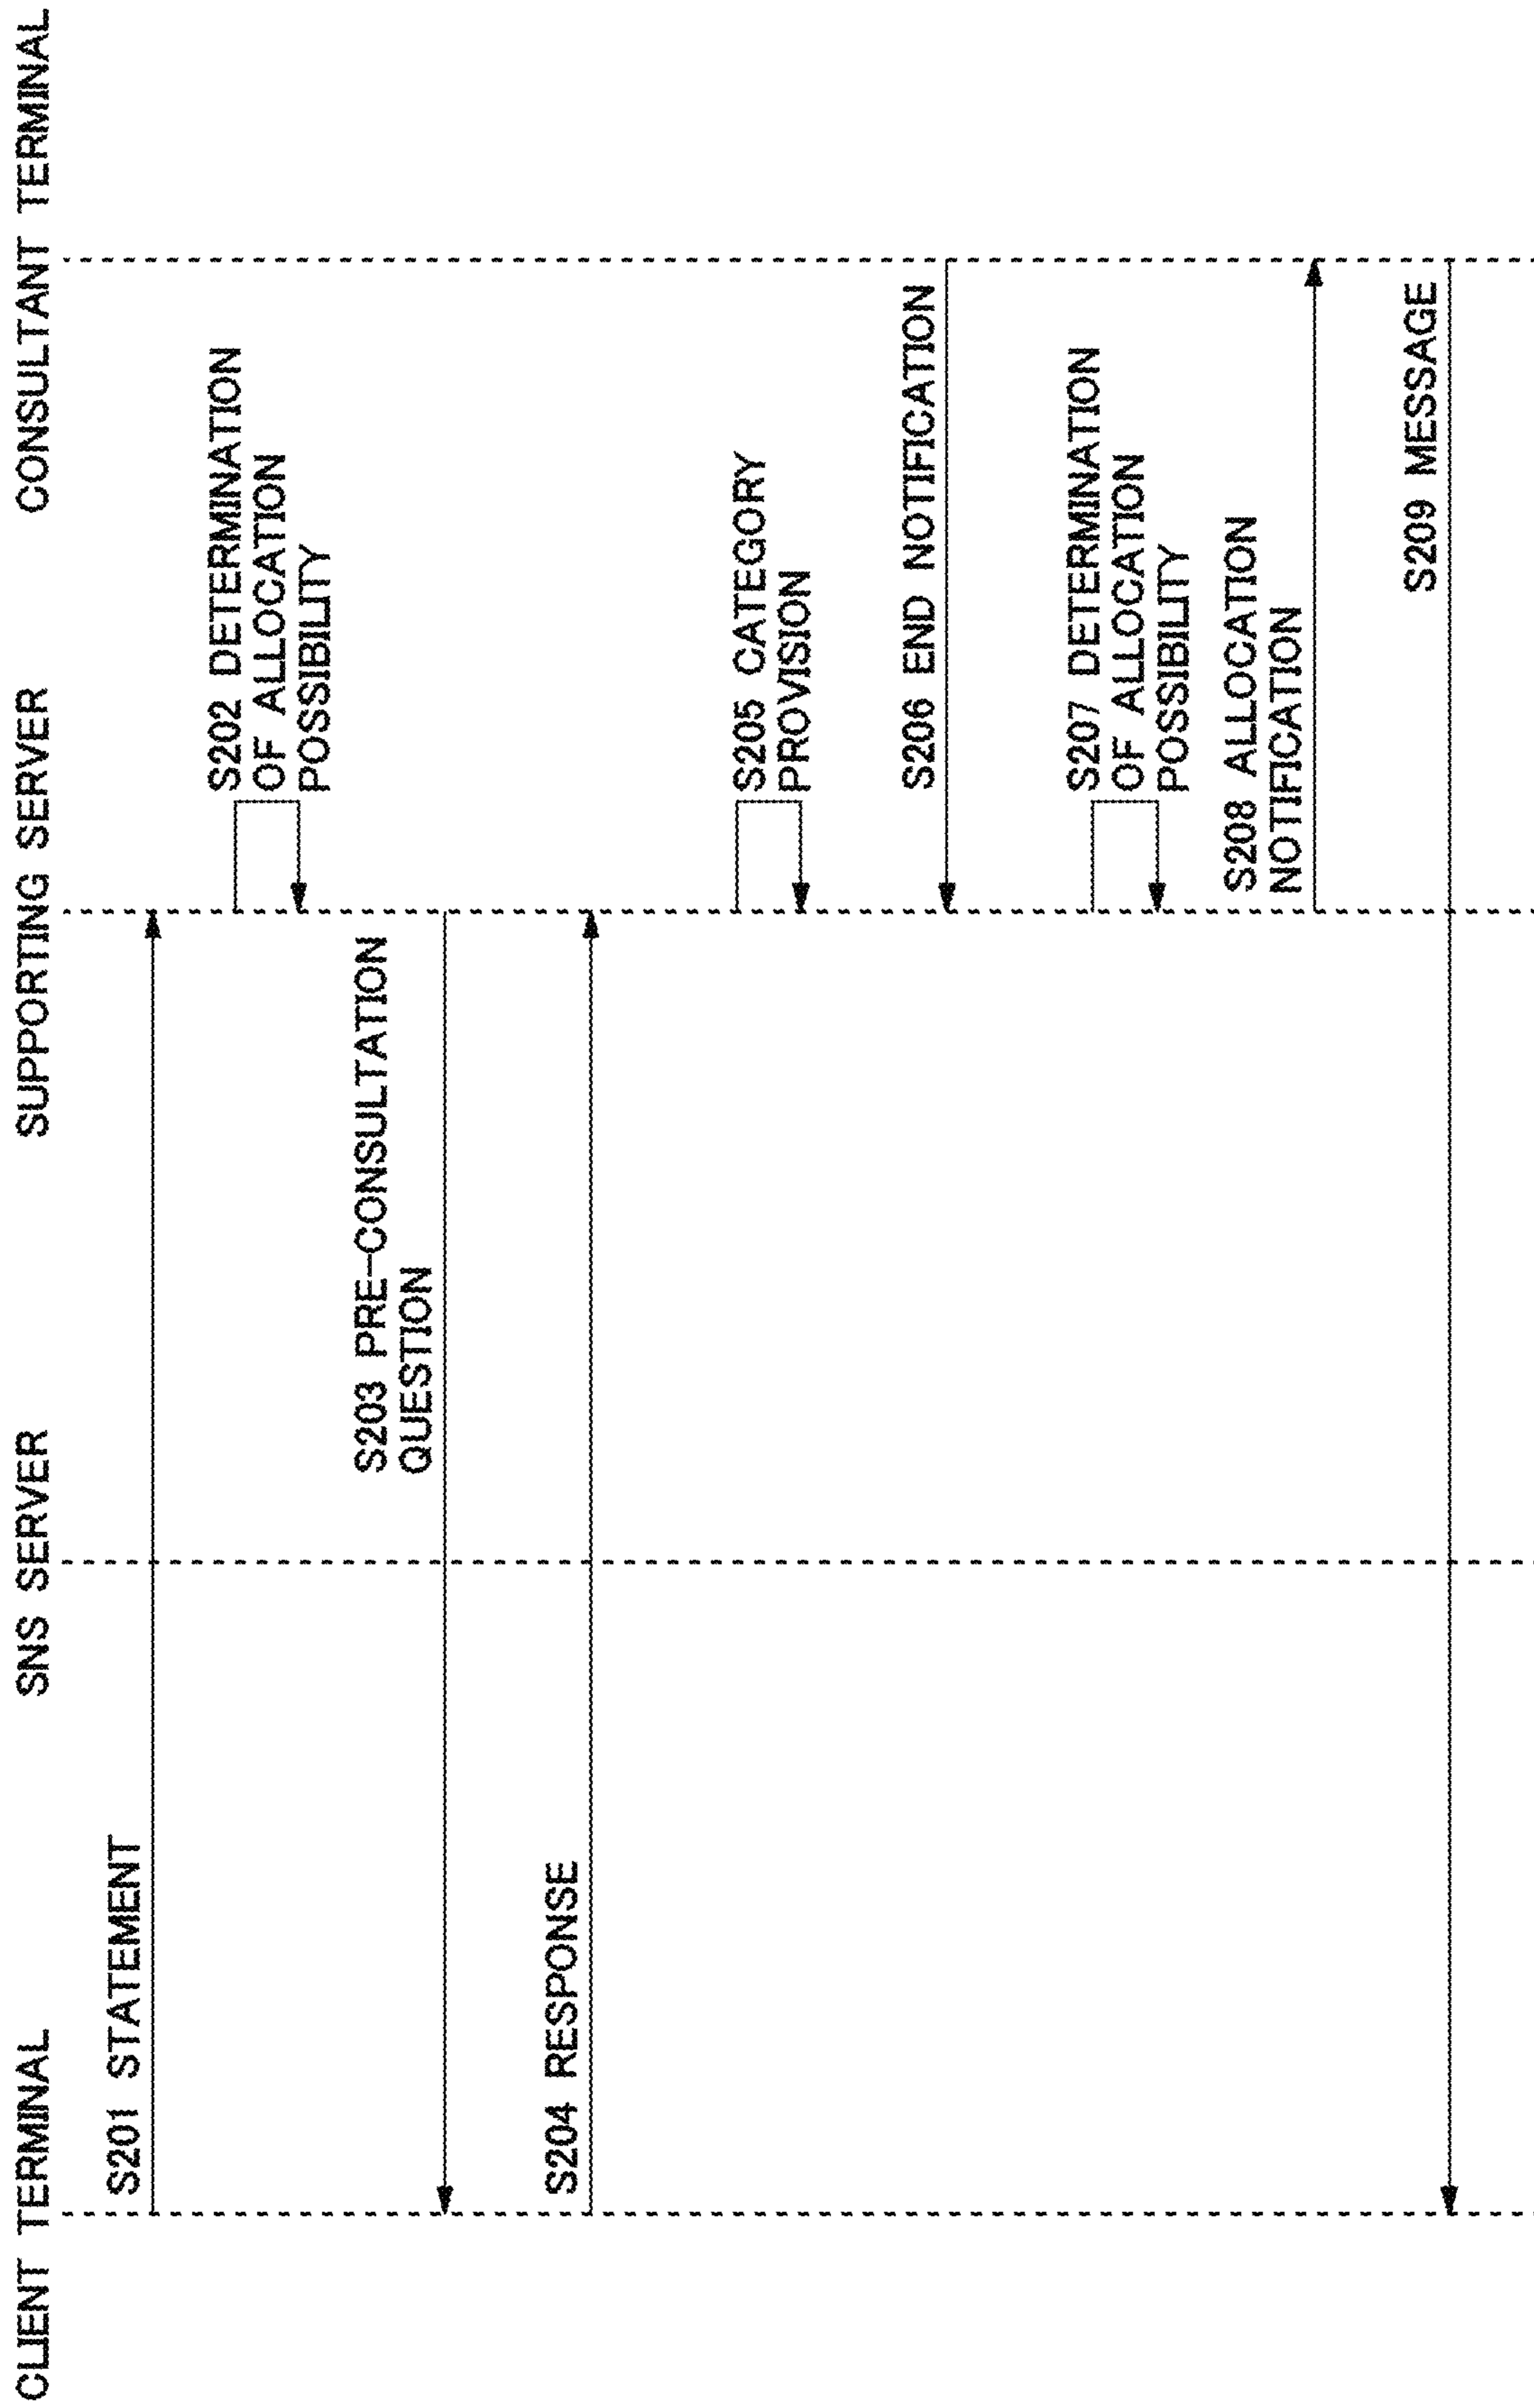 CLIENT TERMINAL
SNS SERVER
SUPPORTING SERVER
CONSULTANT TERMINAL
S201 STATEMENT
S202 DETERMINATION
OF ALLOCATION
POSSIBILITY
S203 PRE-CONSULTATION
QUESTION
S204 RESPONSE
S205 CATEGORY
PROVISION
S206 END NOTIFICATION
S207 DETERMINATION
OF ALLOCATION
POSSIBILITY
S208 ALLOCATION
NOTIFICATION
S209 MESSAGE